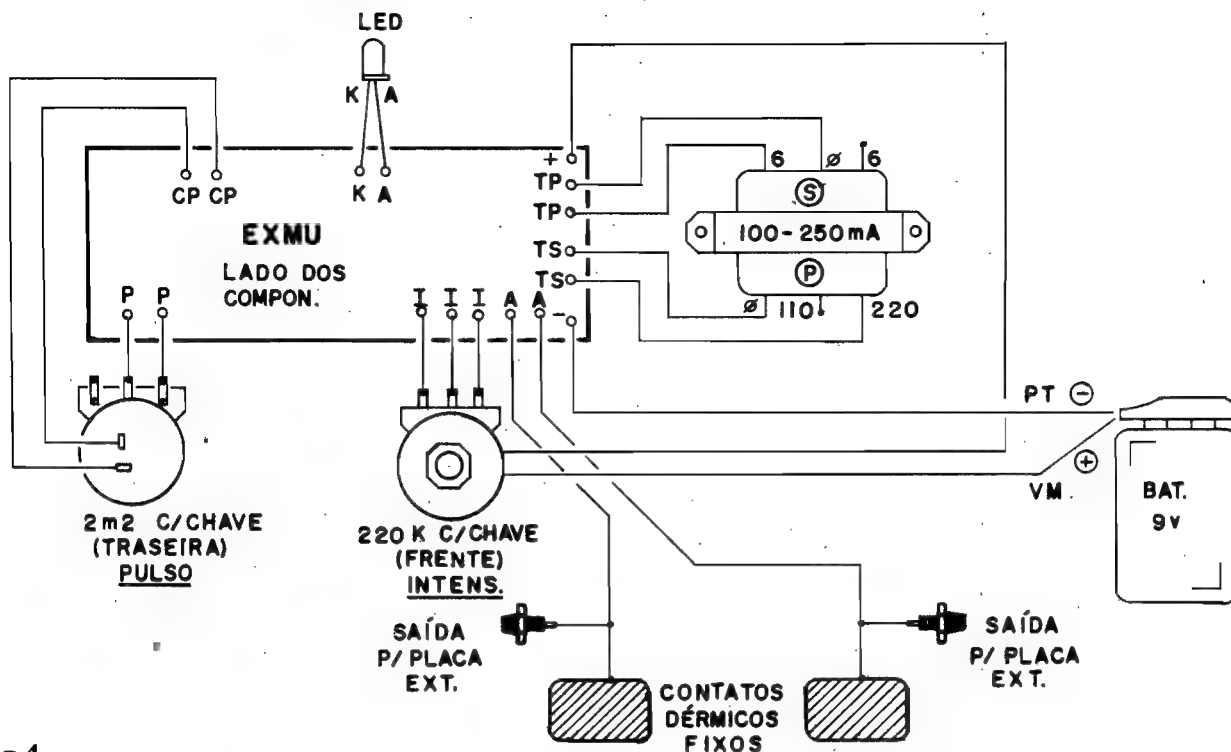 LED
K A
CP CP
K A
EXMU
LADO DOS
COMPON.
+
TP
TP
TS
TS
-
P P
I I I A A
6 ø 6
S
100-250mA
P
ø 110 220
PT ⊖
⊕
VM.
BAT.
9V
2m2 C/CHAVE
(TRASEIRA)
PULSO
220K C/CHAVE
(FRENTE)
INTENS.
SAÍDA
P/ PLACA
EXT.
CONTATOS
DÉRMICOS
FIXOS
SAÍDA
P/ PLACA
EXT.